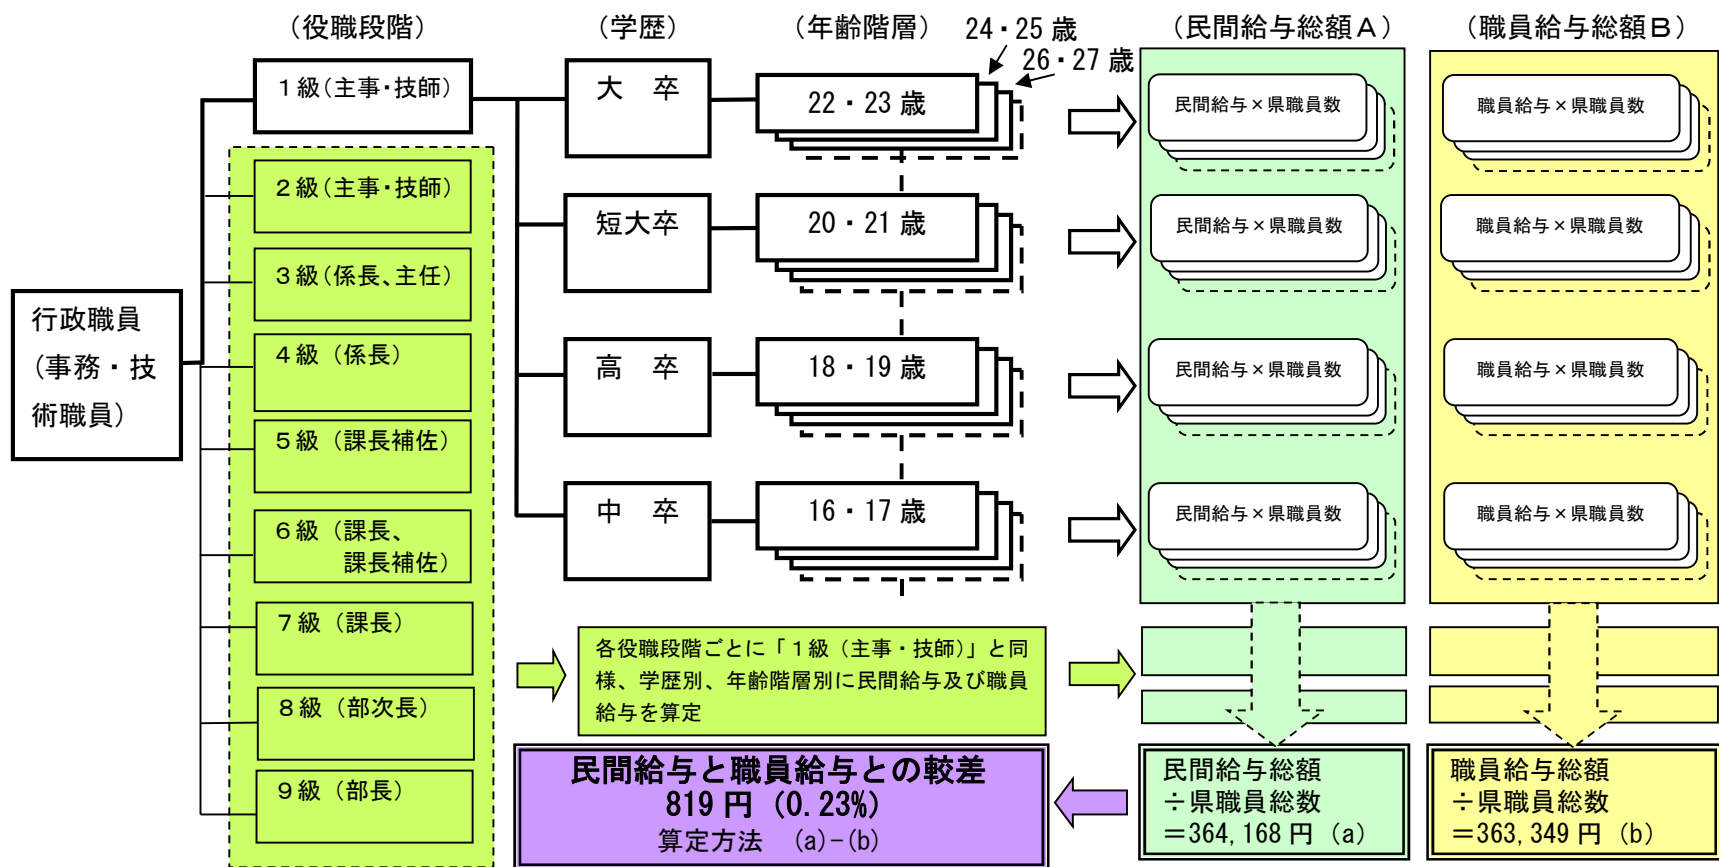 （役職段階）
（学歴）
（年齢階層）
24・25 歳
26・27 歳
（民間給与総額Ａ）
（職員給与総額Ｂ）
１級（主事・技師）
大　卒
22・23 歳
民間給与×県職員数
職員給与×県職員数
２級（主事・技師）
短大卒
20・21 歳
民間給与×県職員数
職員給与×県職員数
３級（係長、主任）
行政職員
（事務・技
術職員）
４級（係長）
高　卒
18・19 歳
民間給与×県職員数
職員給与×県職員数
５級（課長補佐）
中　卒
16・17 歳
民間給与×県職員数
職員給与×県職員数
６級（課長、
課長補佐）
７級（課長）
８級（部次長）
９級（部長）
各役職段階ごとに「１級（主事・技師）」と同
様、学歴別、年齢階層別に民間給与及び職員
給与を算定
民間給与と職員給与との較差
819 円（0.23%）
算定方法　(a)-(b)
民間給与総額
÷県職員総数
＝364,168 円（a）
職員給与総額
÷県職員総数
＝363,349 円（b）